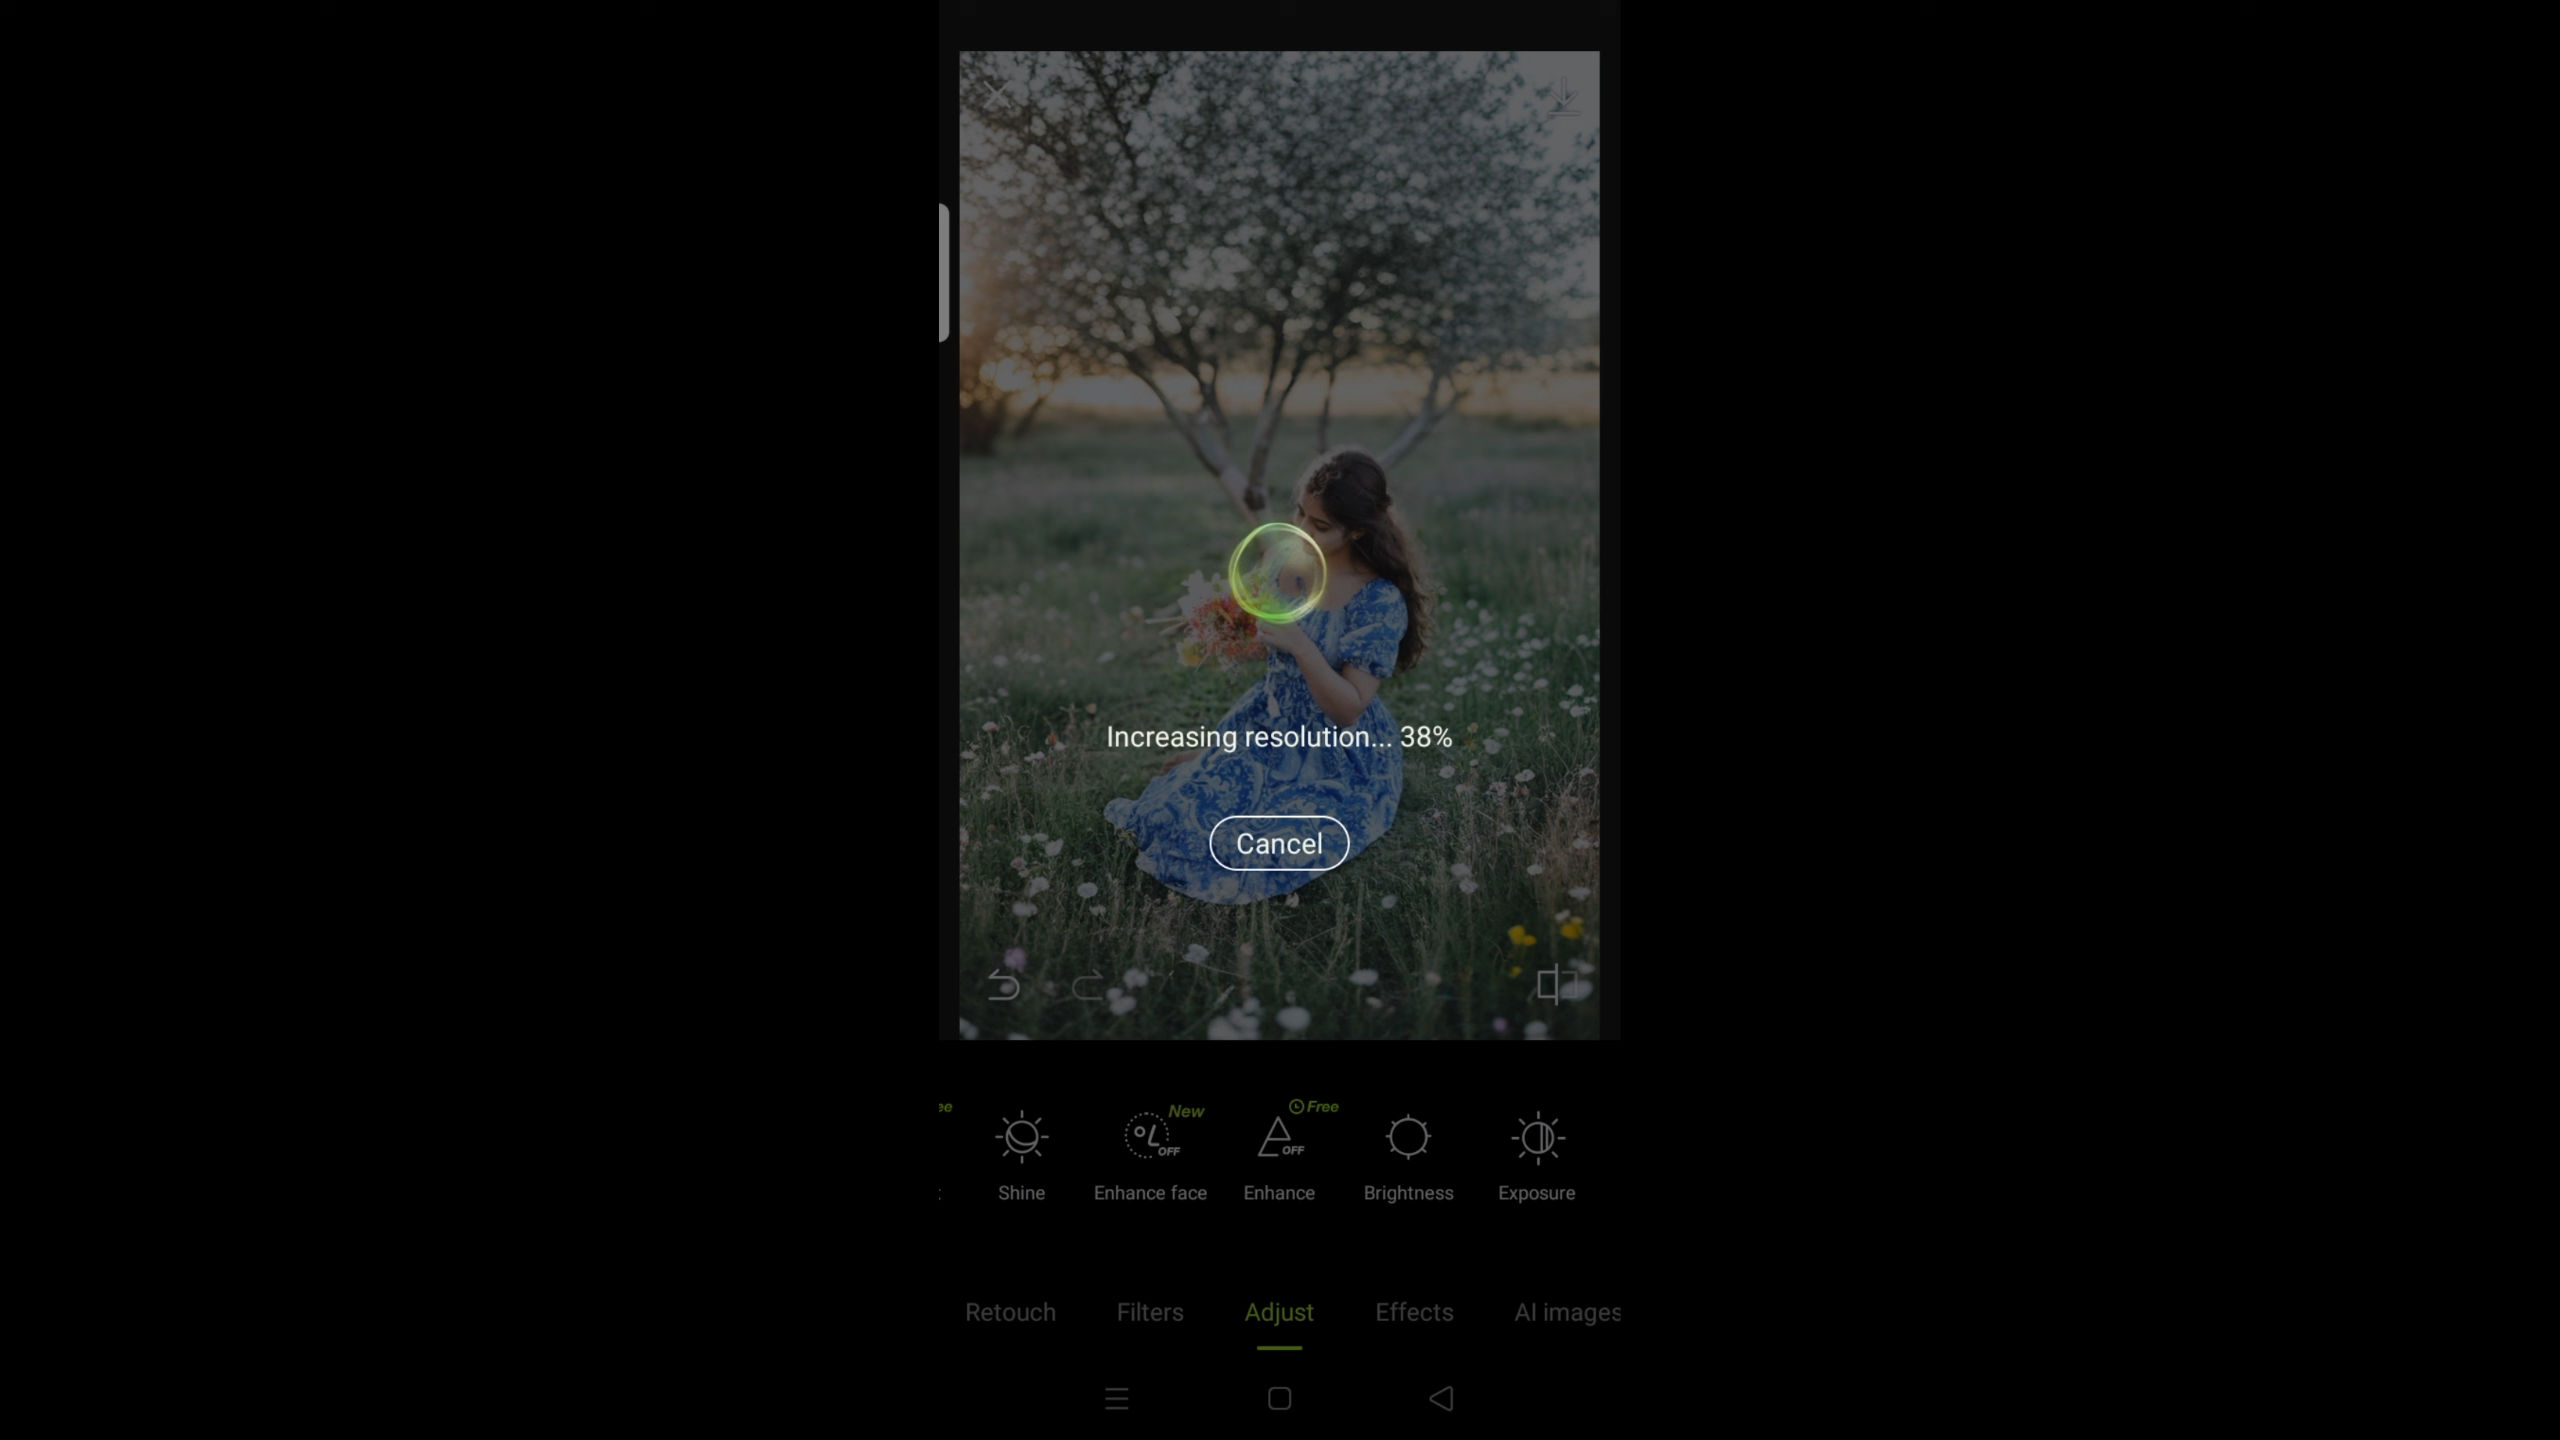 Increasing resolution... 38%
Cancel
ee
New
Free
OFF
OFF
Shine
Enhance face
Enhance
Brightness
Exposure
Retouch
Filters
Adjust
Effects
AI images